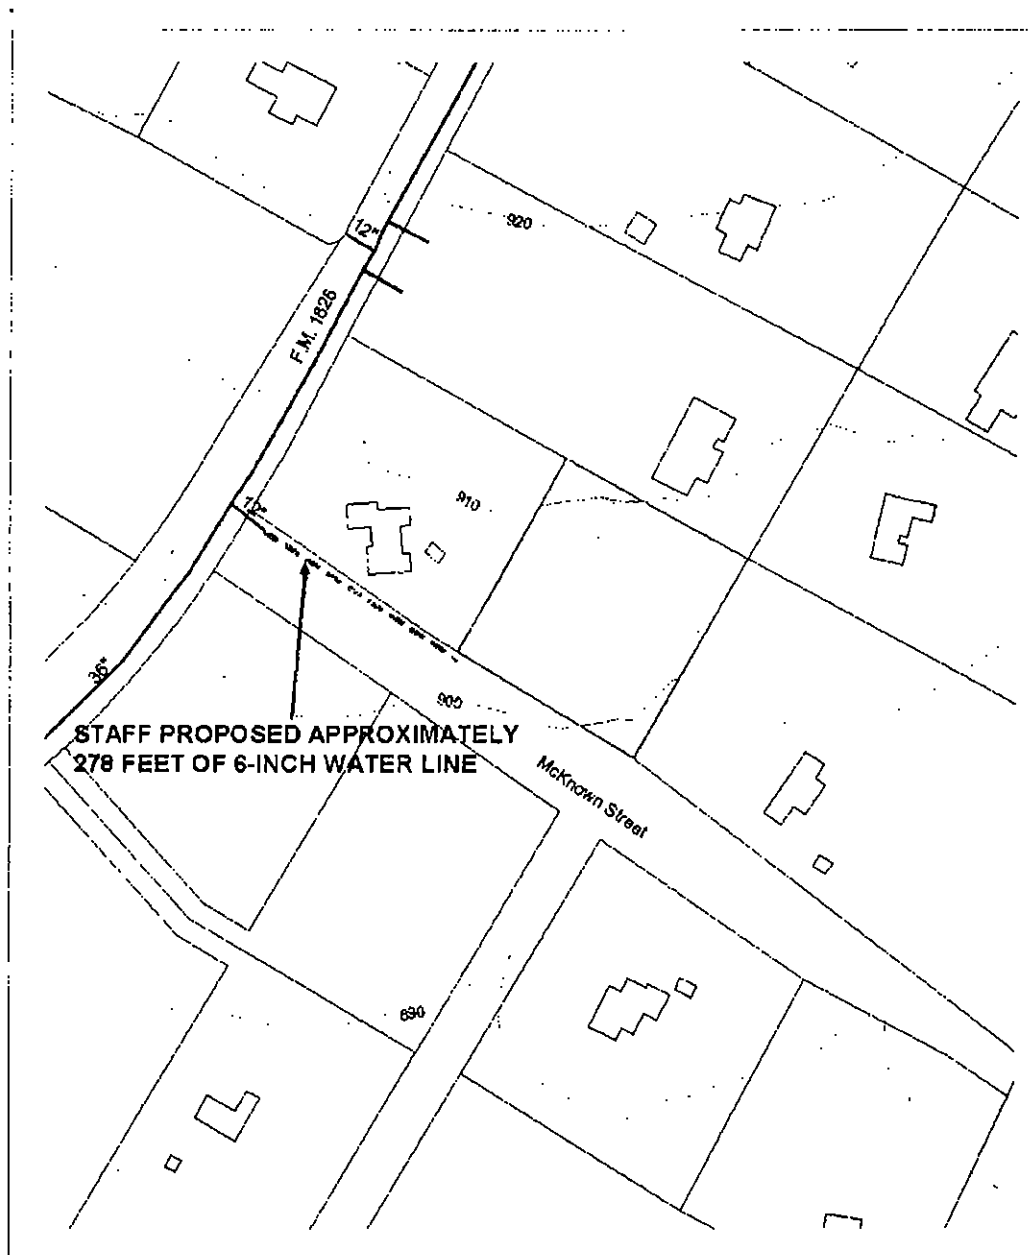 12"
920
F.M. 1826
910
12"
36"
900
STAFF PROPOSED APPROXIMATELY
278 FEET OF 6-INCH WATER LINE
McKnown Street
890